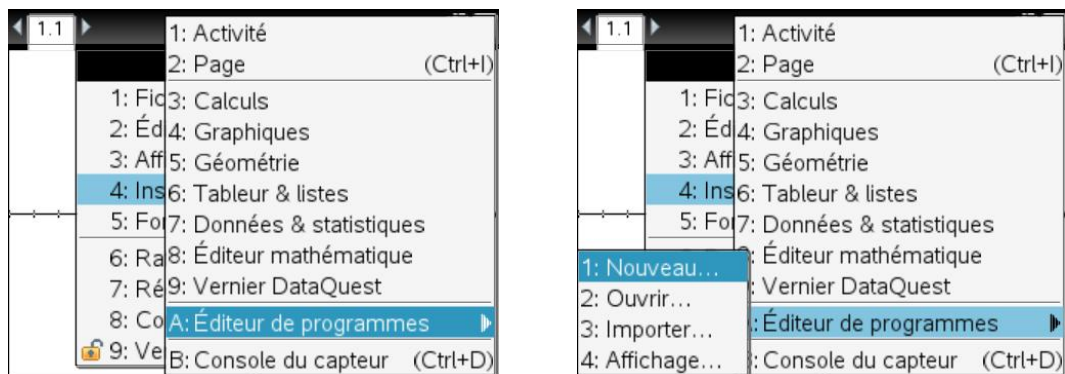 1.1
1: Activité
2: Page (Ctrl+I)
1: Fic 3: Calculs
2: Éd 4: Graphiques
3: Aff 5: Géométrie
4: Ins 6: Tableur & listes
5: For 7: Données & statistiques
6: Ra 8: Éditeur mathématique
7: Ré 9: Vernier DataQuest
8: Co A: Éditeur de programmes
9: Ve B: Console du capteur (Ctrl+D)
1.1
1: Activité
2: Page (Ctrl+I)
1: Fic 3: Calculs
2: Éd 4: Graphiques
3: Aff 5: Géométrie
4: Ins 6: Tableur & listes
5: For 7: Données & statistiques
: Éditeur mathématique
1: Nouveau...
: Vernier DataQuest
2: Ouvrir...
3: Importer... : Éditeur de programmes
4: Affichage... : Console du capteur (Ctrl+D)